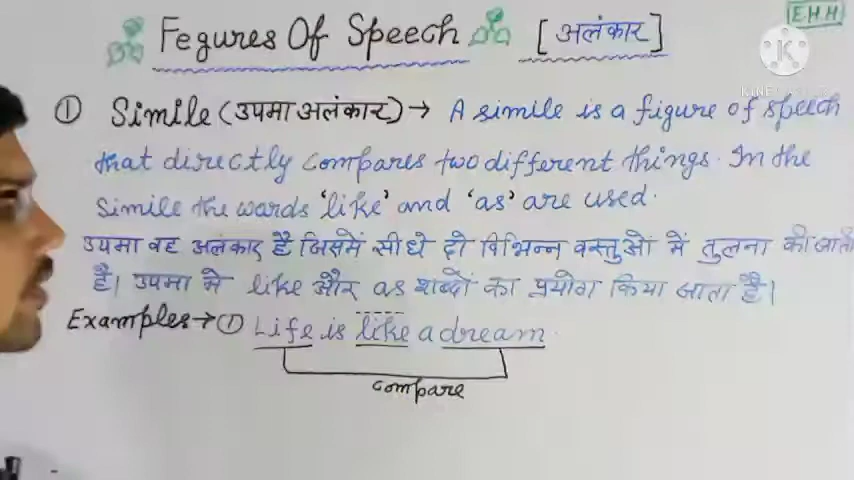 Fegures Of Speech [अलंकार]
E.H.H
KINEMASTER
① Simile (उपमा अलंकार) → A simile is a figure of speech
that directly compares two different things. In the
simile the wards 'like' and 'as' are used.
उपमा वह अलंकार है जिसमें सीधे दो विभिन्न वस्तुओं में तुलना की जाती
है। उपमा मे like और as शब्दों का प्रयोग किया जाता है।
Examples → ① Life is like a dream.
compare